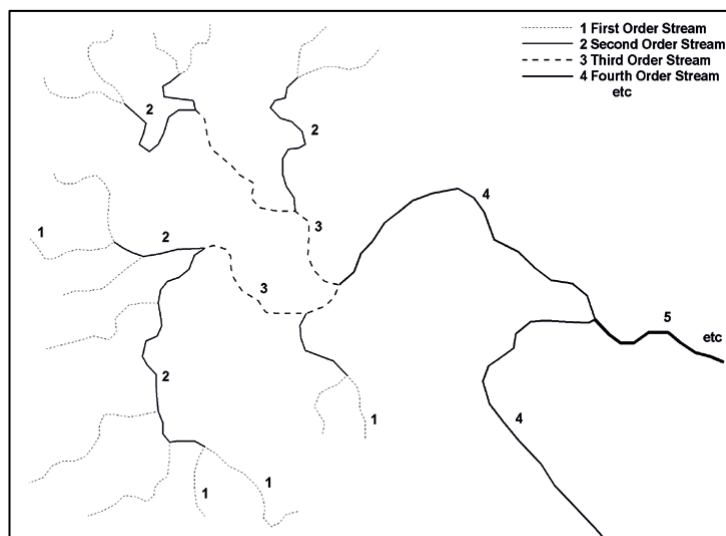 1 First Order Stream
2 Second Order Stream
3 Third Order Stream
4 Fourth Order Stream
etc
2
2
4
3
1
2
3
5
etc
2
1
4
1
1